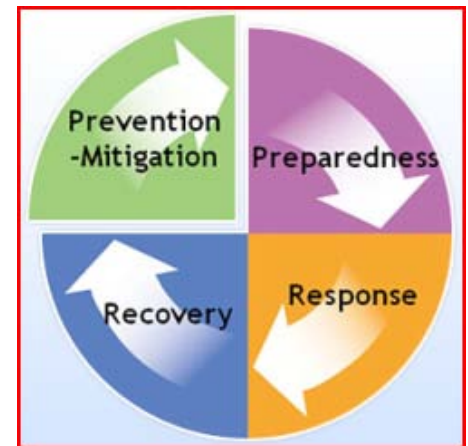 Prevention
-Mitigation
Preparedness
Response
Recovery